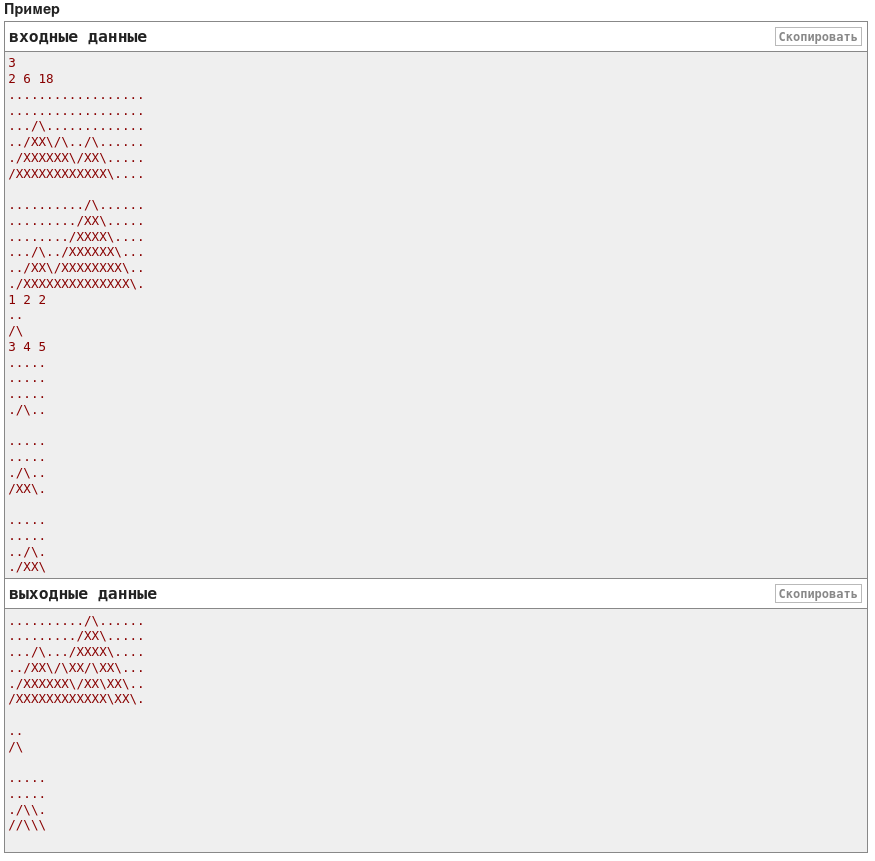 Пример
входные данные
Скопировать
3
2 6 18
..................
..................
.../\.............
../XX\/\../\......
./XXXXXX\/XX\.....
/XXXXXXXXXXXX\....
........../\......
........./XX\.....
......../XXXX\....
.../\../XXXXXX\...
../XX\/XXXXXXXX\..
./XXXXXXXXXXXXXX\.
1 2 2
..
/\
3 4 5
.....
.....
.....
./\..
.....
.....
./\..
/XX\.
.....
.....
../\.
./XX\
выходные данные
Скопировать
........../\......
........./XX\.....
.../\.../XXXX\....
../XX\/\XX/\XX\...
./XXXXXX\/XX\XX\..
/XXXXXXXXXXXX\XX\.
..
/\
.....
.....
./\\.
//\\\